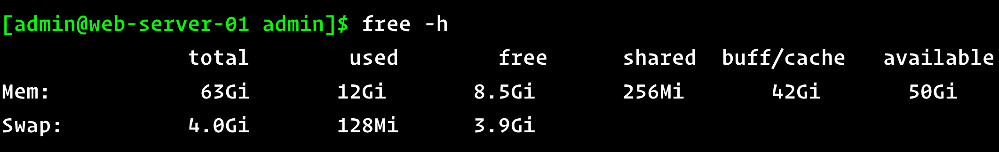 [admin@web-server-01 admin]$ free -h
total used free shared buff/cache available
Mem: 63Gi 12Gi 8.5Gi 256Mi 42Gi 50Gi
Swap: 4.0Gi 128Mi 3.9Gi